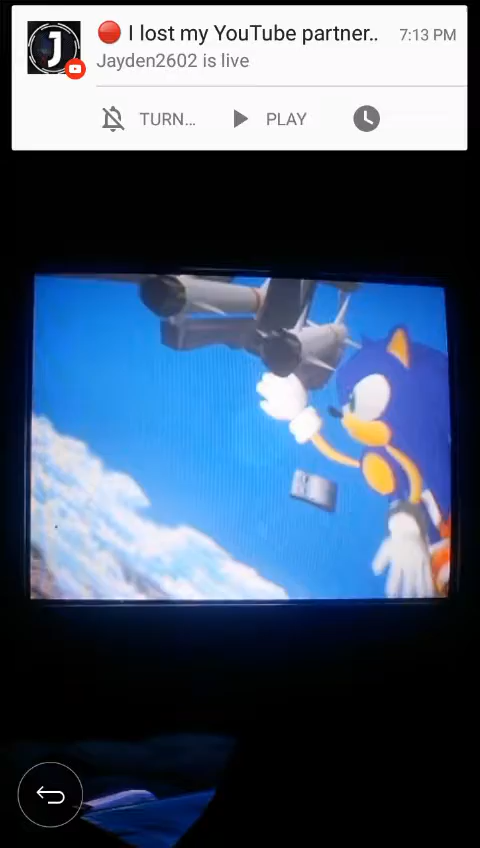 J
🔴 I lost my YouTube partner.. 7:13 PM
Jayden2602 is live
TURN... PLAY